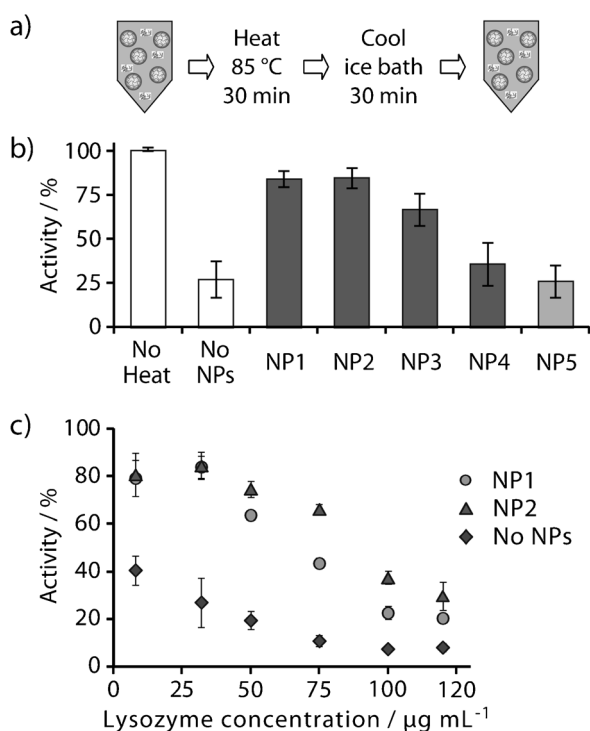 a)
Heat
85 °C
30 min
Cool
ice bath
30 min
b)
Activity / %
100
75
50
25
0
No
Heat
No
NPs
NP1
NP2
NP3
NP4
NP5
c)
Activity / %
100
80
60
40
20
0
NP1
NP2
No NPs
0
25
50
75
100
120
Lysozyme concentration / μg mL⁻¹